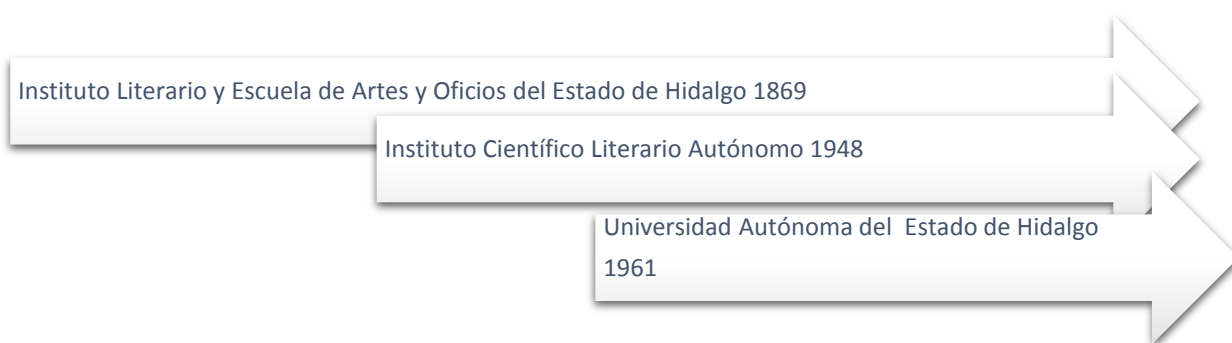 Instituto Literario y Escuela de Artes y Oficios del Estado de Hidalgo 1869
Instituto Científico Literario Autónomo 1948
Universidad Autónoma del Estado de Hidalgo
1961